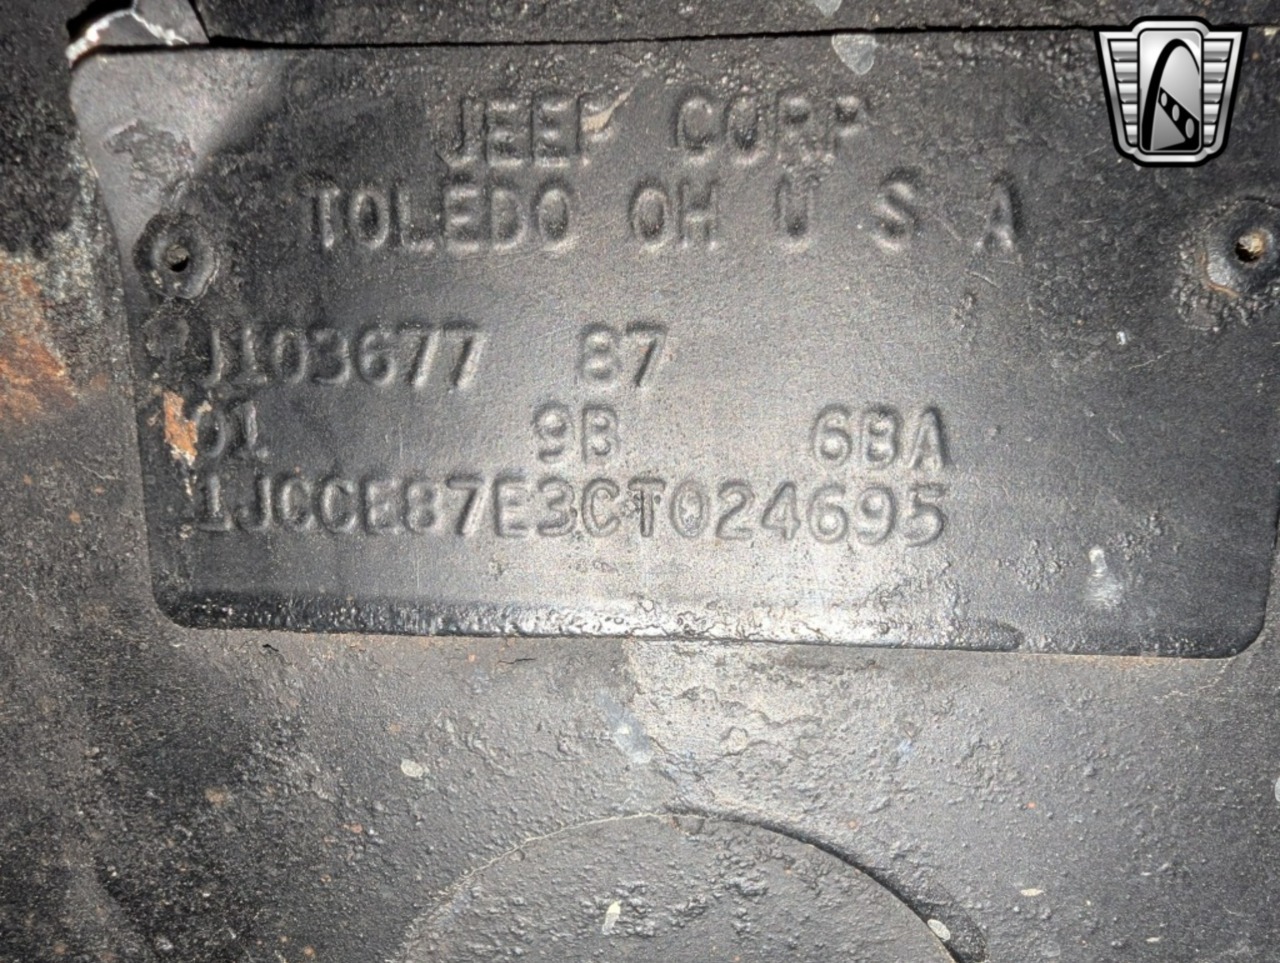 JEEP CORP
TOLEDO OH U S A
J103677 87
01 9B 6BA
1JCCE87E3CT024695